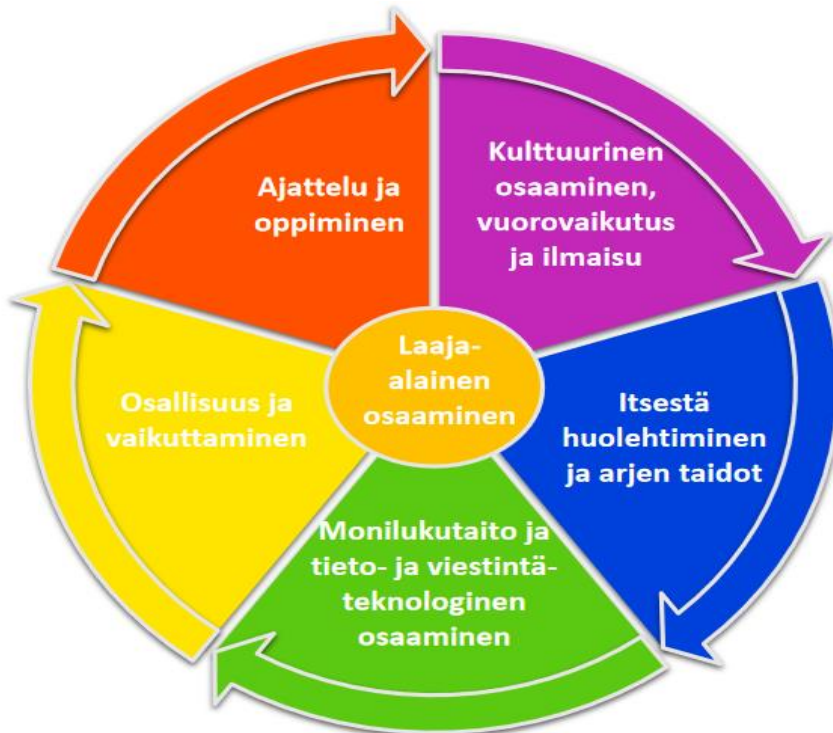 Ajattelu ja
oppiminen
Kulttuurinen
osaaminen,
vuorovaikutus
ja ilmaisu
Laaja-
alainen
osaaminen
Osallisuus ja
vaikuttaminen
Itsestä
huolehtiminen
ja arjen taidot
Monilukutaito ja
tieto- ja viestintä-
teknologinen
osaaminen